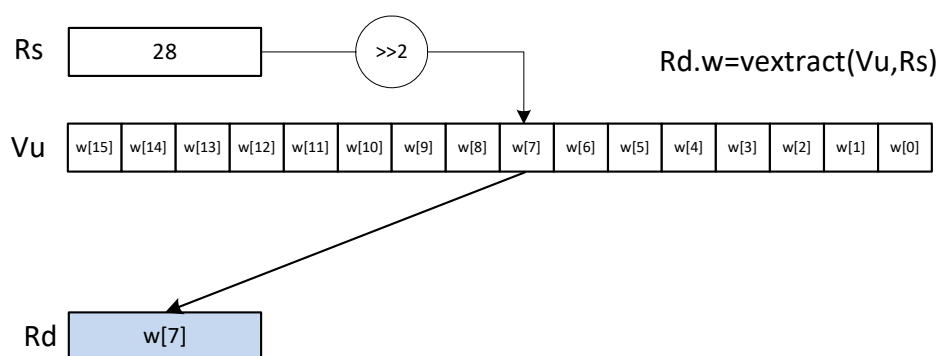 Rs 28 >>2
Rd.w=vextract(Vu,Rs)
Vu w[15] w[14] w[13] w[12] w[11] w[10] w[9] w[8] w[7] w[6] w[5] w[4] w[3] w[2] w[1] w[0]
Rd w[7]